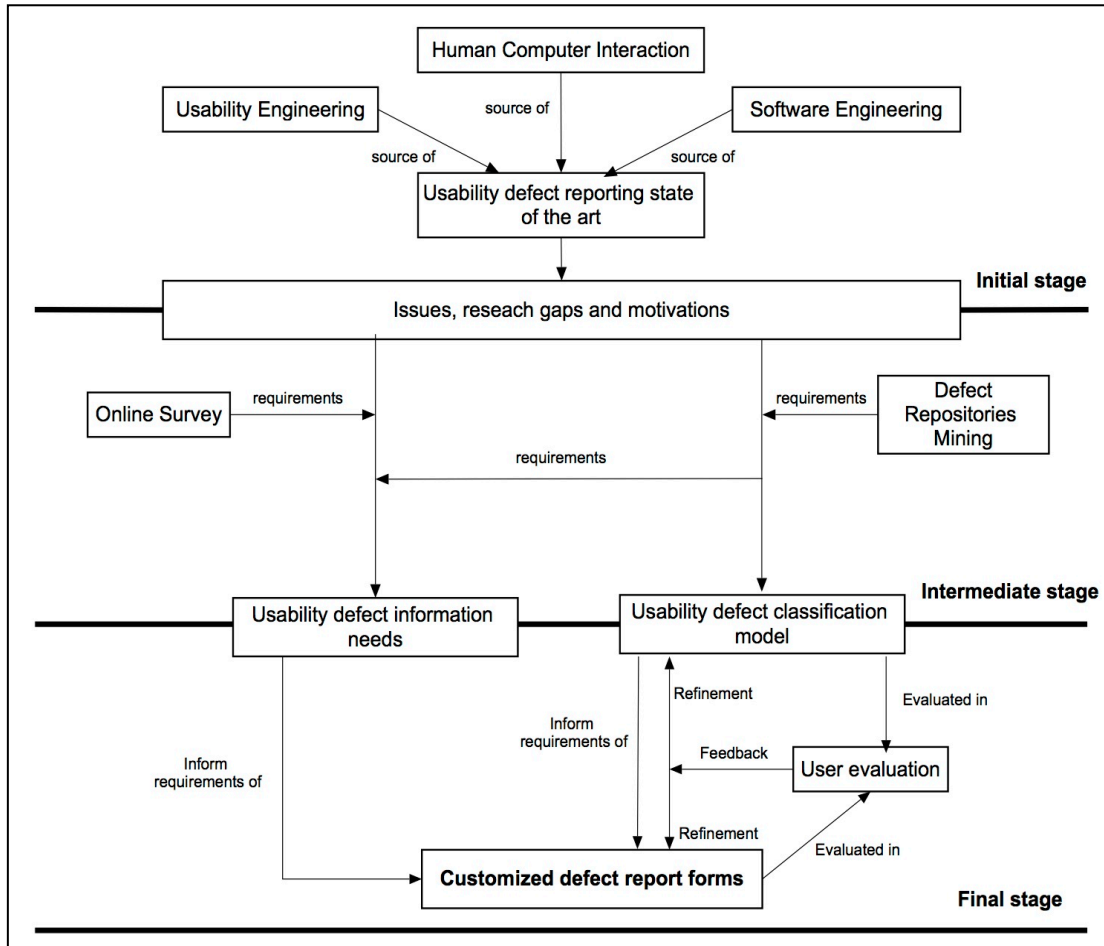 Human Computer Interaction
Usability Engineering
source of
Software Engineering
source of
source of
Usability defect reporting state
of the art
Initial stage
Issues, reseach gaps and motivations
Online Survey
requirements
requirements
Defect
Repositories
Mining
requirements
Intermediate stage
Usability defect information
needs
Usability defect classification
model
Refinement
Evaluated in
Inform
requirements of
Feedback
User evaluation
Inform
requirements of
Refinement
Evaluated in
Customized defect report forms
Final stage